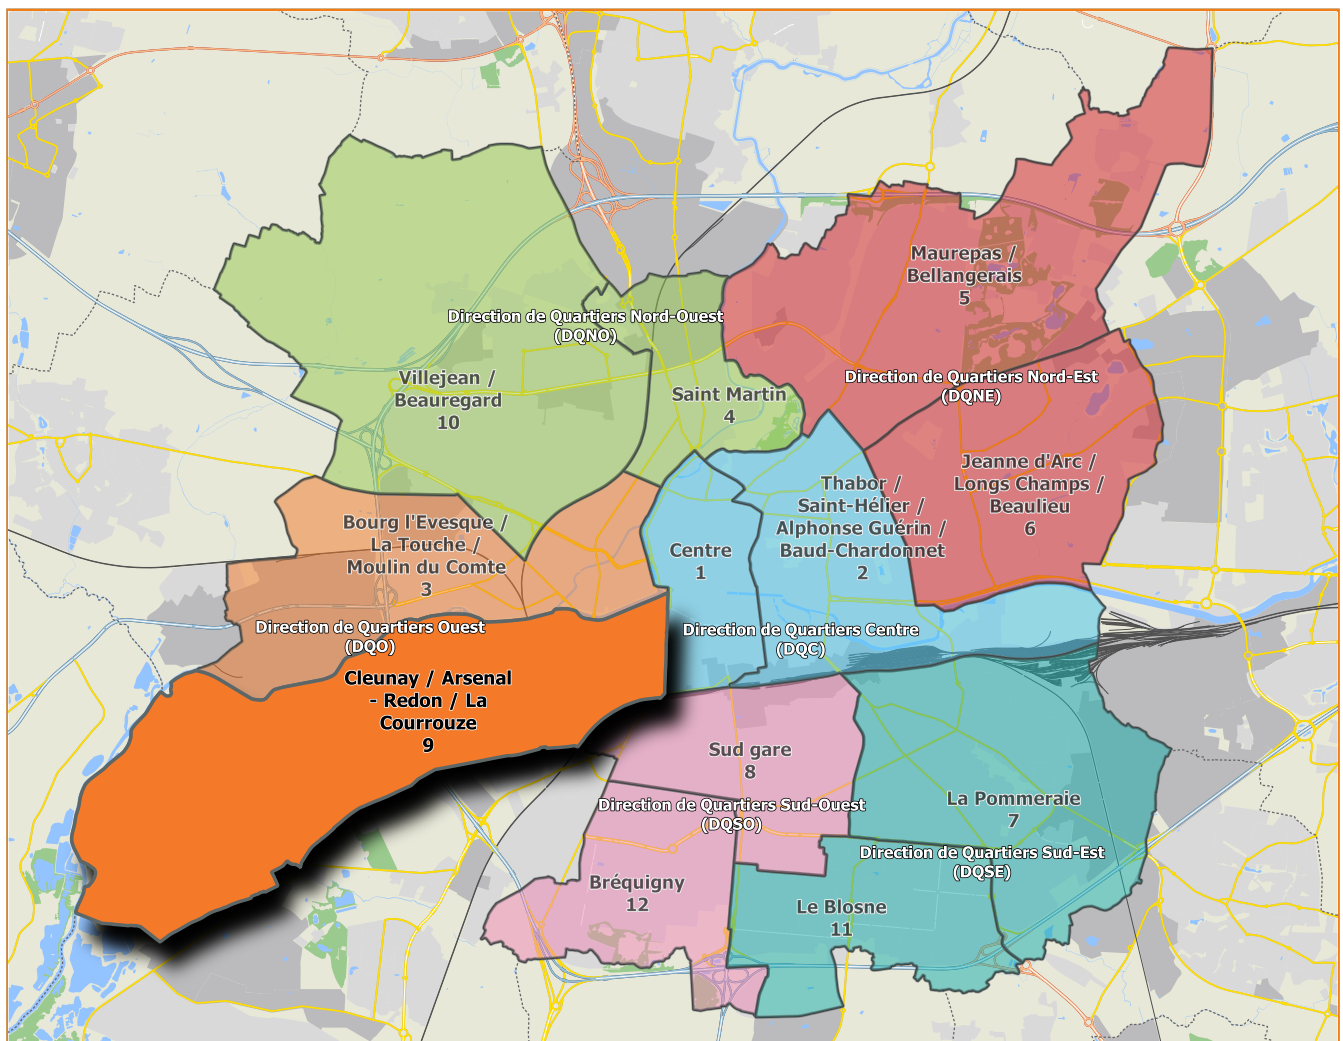 Maurepas /
Bellangerais
5
Direction de Quartiers Nord-Ouest
(DQNO)
Villejean /
Beauregard
10
Saint Martin
4
Direction de Quartiers Nord-Est
(DQNE)
Jeanne d'Arc /
Longs Champs /
Beaulieu
6
Thabor /
Saint-Hélier /
Alphonse Guérin /
Baud-Chardonnet
2
Bourg l'Evesque /
La Touche /
Moulin du Comte
3
Centre
1
Direction de Quartiers Ouest
(DQO)
Direction de Quartiers Centre
(DQC)
Cleunay / Arsenal
- Redon / La
Courrouze
9
Sud gare
8
Direction de Quartiers Sud-Ouest
(DQSO)
La Pommeraie
7
Direction de Quartiers Sud-Est
(DQSE)
Bréquigny
12
Le Blosne
11